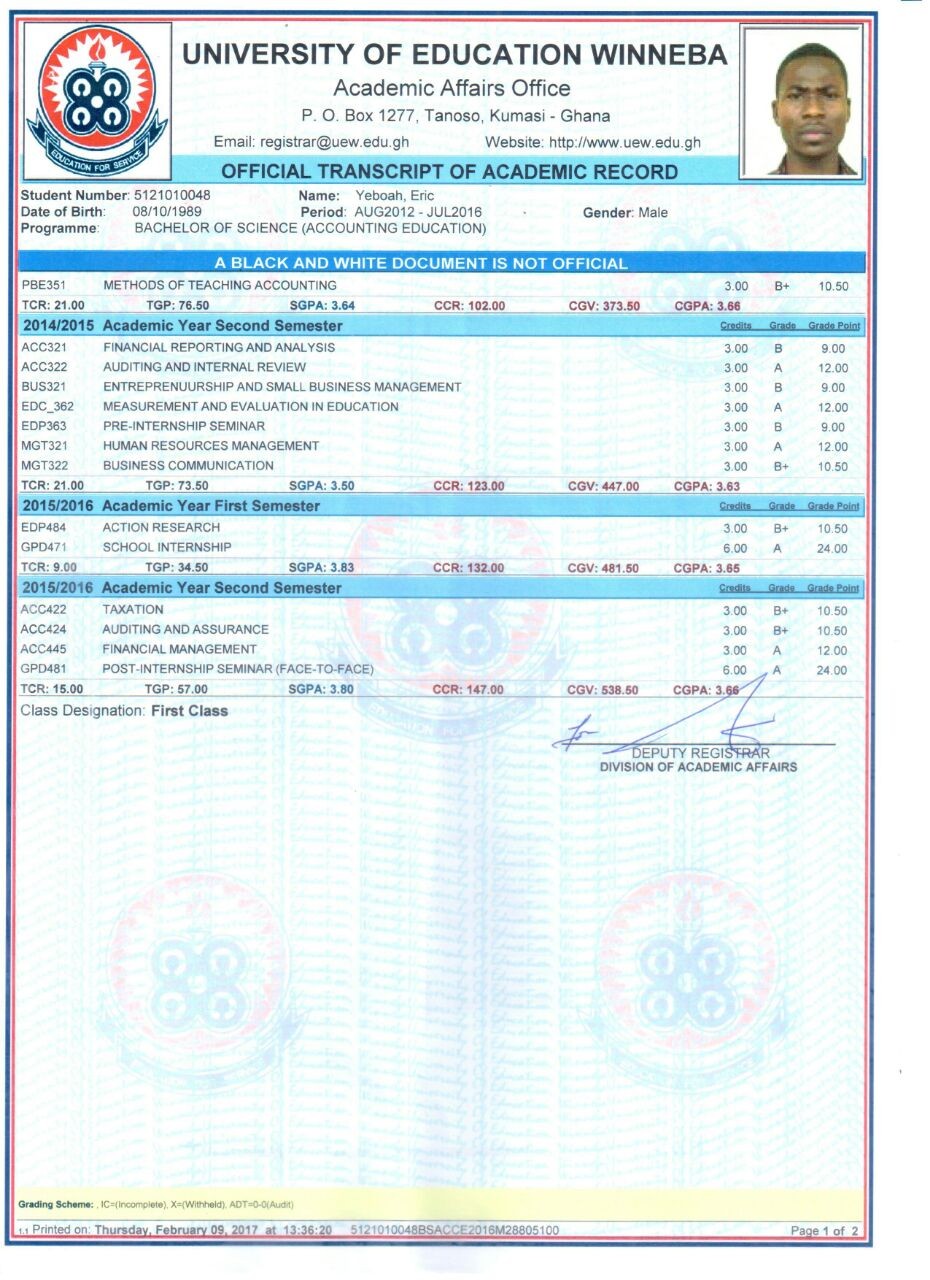 UNIVERSITY OF EDUCATION WINNEBA
Academic Affairs Office
P. O. Box 1277, Tanoso, Kumasi - Ghana
Email: registrar@uew.edu.gh Website: http://www.uew.edu.gh
EDUCATION FOR SERVICE
OFFICIAL TRANSCRIPT OF ACADEMIC RECORD
Student Number: 5121010048 Name: Yeboah, Eric
Date of Birth: 08/10/1989 Period: AUG2012 - JUL2016 Gender: Male
Programme: BACHELOR OF SCIENCE (ACCOUNTING EDUCATION)
A BLACK AND WHITE DOCUMENT IS NOT OFFICIAL
PBE351 METHODS OF TEACHING ACCOUNTING 3.00 B+ 10.50
TCR: 21.00 TGP: 76.50 SGPA: 3.64 CCR: 102.00 CGV: 373.50 CGPA: 3.66
2014/2015 Academic Year Second Semester Credits Grade Grade Point
ACC321 FINANCIAL REPORTING AND ANALYSIS 3.00 B 9.00
ACC322 AUDITING AND INTERNAL REVIEW 3.00 A 12.00
BUS321 ENTREPRENUURSHIP AND SMALL BUSINESS MANAGEMENT 3.00 B 9.00
EDC_362 MEASUREMENT AND EVALUATION IN EDUCATION 3.00 A 12.00
EDP363 PRE-INTERNSHIP SEMINAR 3.00 B 9.00
MGT321 HUMAN RESOURCES MANAGEMENT 3.00 A 12.00
MGT322 BUSINESS COMMUNICATION 3.00 B+ 10.50
TCR: 21.00 TGP: 73.50 SGPA: 3.50 CCR: 123.00 CGV: 447.00 CGPA: 3.63
2015/2016 Academic Year First Semester Credits Grade Grade Point
EDP484 ACTION RESEARCH 3.00 B+ 10.50
GPD471 SCHOOL INTERNSHIP 6.00 A 24.00
TCR: 9.00 TGP: 34.50 SGPA: 3.83 CCR: 132.00 CGV: 481.50 CGPA: 3.65
2015/2016 Academic Year Second Semester Credits Grade Grade Point
ACC422 TAXATION 3.00 B+ 10.50
ACC424 AUDITING AND ASSURANCE 3.00 B+ 10.50
ACC445 FINANCIAL MANAGEMENT 3.00 A 12.00
GPD481 POST-INTERNSHIP SEMINAR (FACE-TO-FACE) 6.00 A 24.00
TCR: 15.00 TGP: 57.00 SGPA: 3.80 CCR: 147.00 CGV: 538.50 CGPA: 3.66
Class Designation: First Class
DEPUTY REGISTRAR
DIVISION OF ACADEMIC AFFAIRS
Grading Scheme: , IC=(Incomplete), X=(Withheld), ADT=0-0(Audit)
1.1 Printed on: Thursday, February 09, 2017 at 13:36:20 5121010048BSACCE2016M28805100 Page 1 of 2